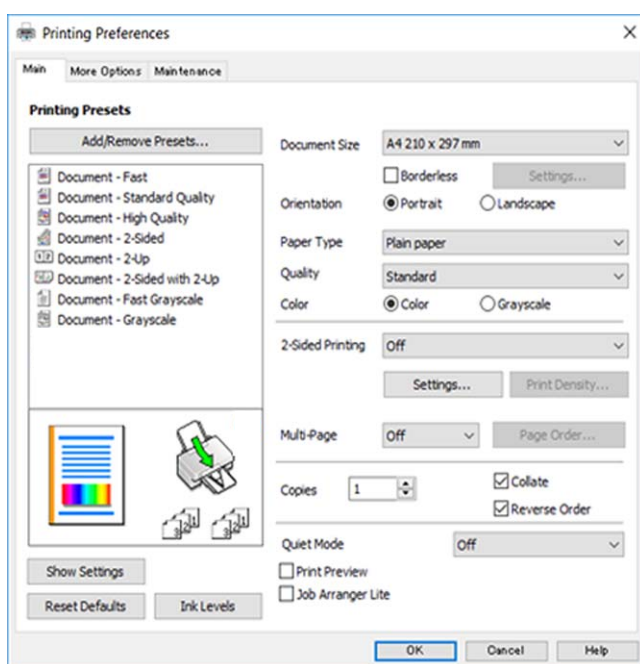 Printing Preferences
Main More Options Maintenance
Printing Presets
Add/Remove Presets...
Document - Fast
Document - Standard Quality
Document - High Quality
Document - 2-Sided
Document - 2-Up
Document - 2-Sided with 2-Up
Document - Fast Grayscale
Document - Grayscale
Show Settings
Reset Defaults Ink Levels
Document Size A4 210 x 297 mm
Borderless Settings...
Orientation Portrait Landscape
Paper Type Plain paper
Quality Standard
Color Color Grayscale
2-Sided Printing Off
Settings... Print Density...
Multi-Page Off Page Order...
Copies 1 Collate
Reverse Order
Quiet Mode Off
Print Preview
Job Arranger Lite
OK Cancel Help